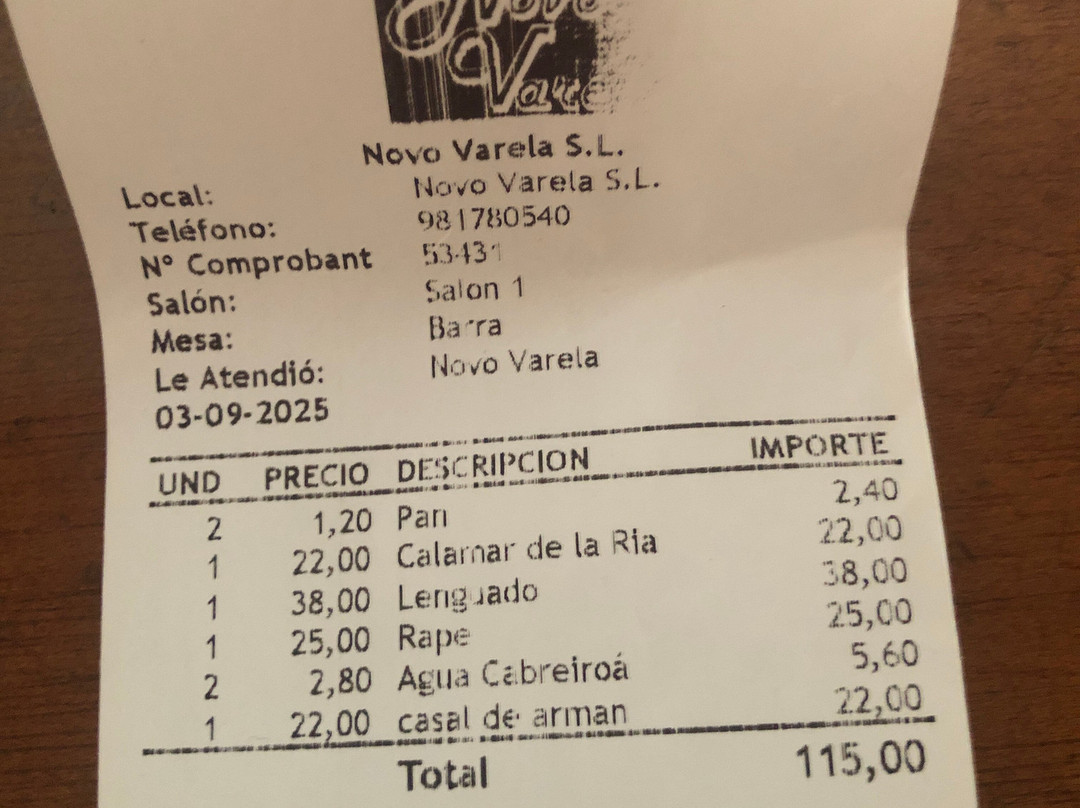 Novo
Vare
Novo Varela S.L.
Local: Novo Varela S.L.
Teléfono: 981780540
Nº Comprobant 53431
Salón: Salon 1
Mesa: Barra
Le Atendió: Novo Varela
03-09-2025
UND PRECIO DESCRIPCION IMPORTE
2 1,20 Pan 2,40
1 22,00 Calamar de la Ria 22,00
1 38,00 Lenguado 38,00
1 25,00 Rape 25,00
2 2,80 Agua Cabreiroá 5,60
1 22,00 casal de arman 22,00
Total 115,00